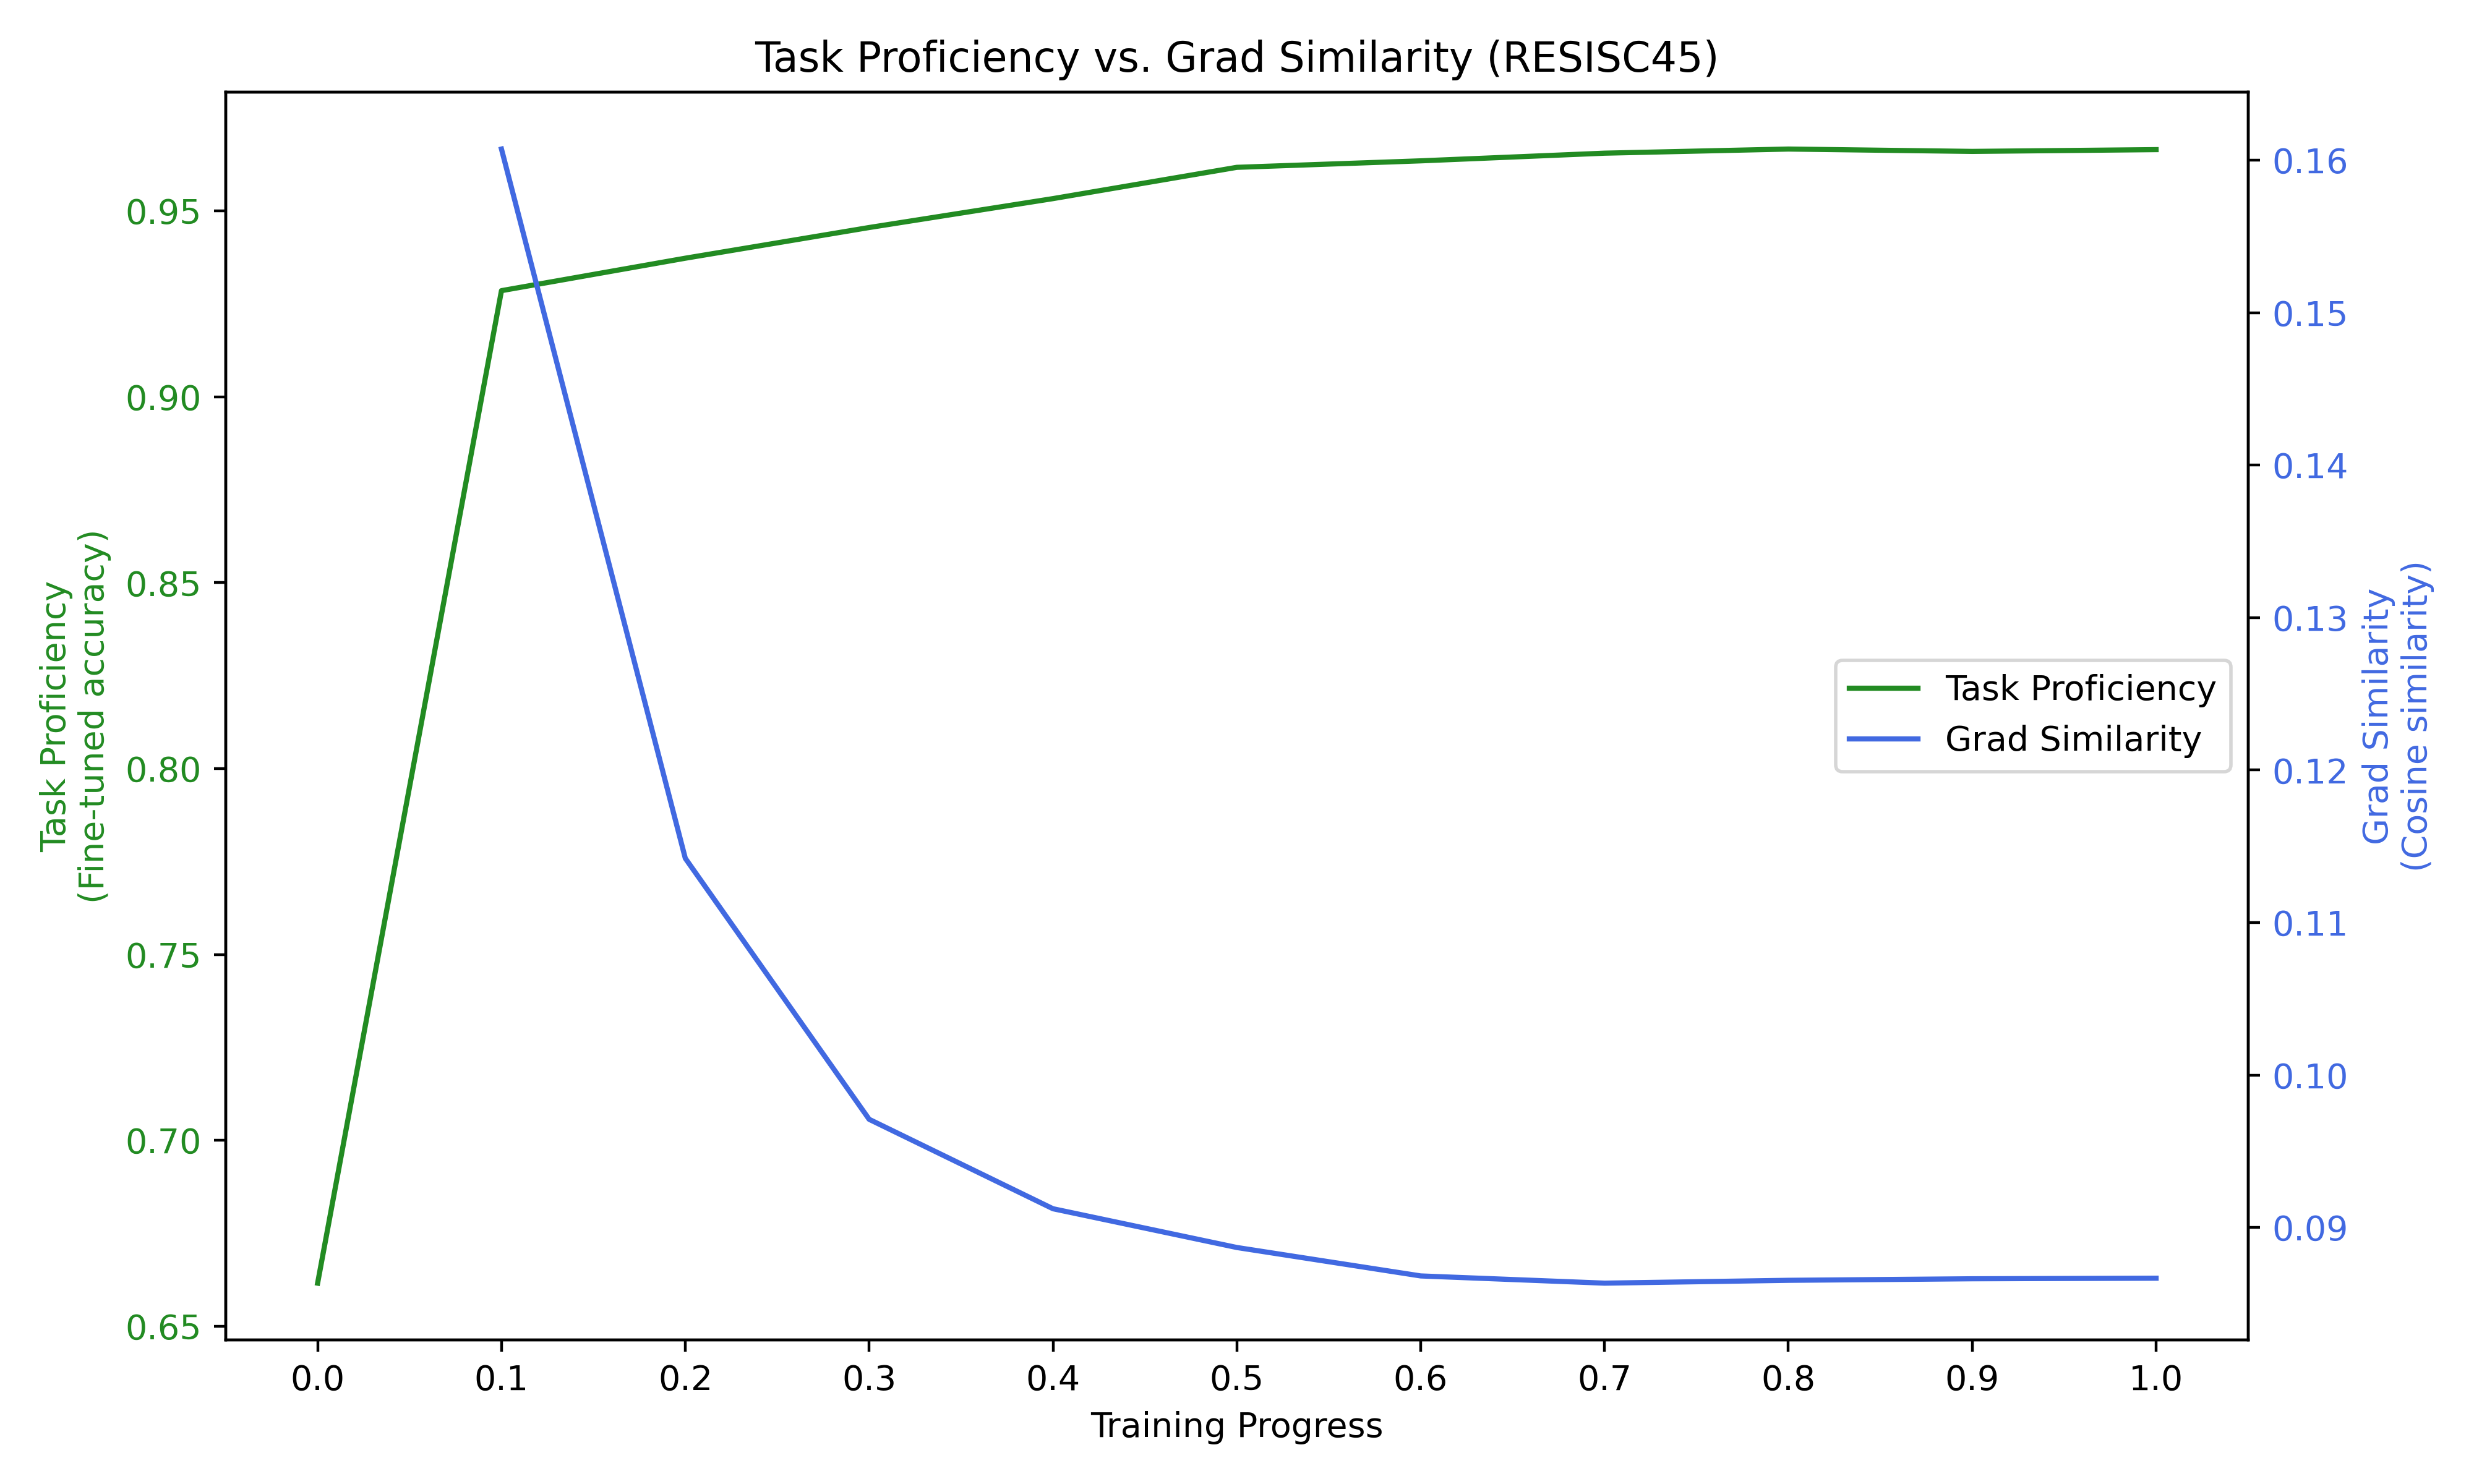 Task Proficiency vs. Grad Similarity (RESISC45)
0.95
0.90
0.85
0.80
0.75
0.70
0.65
Task Proficiency
(Fine-tuned accuracy)
0.16
0.15
0.14
0.13
0.12
0.11
0.10
0.09
Grad Similarity
(Cosine similarity)
Task Proficiency
Grad Similarity
0.0 0.1 0.2 0.3 0.4 0.5 0.6 0.7 0.8 0.9 1.0
Training Progress